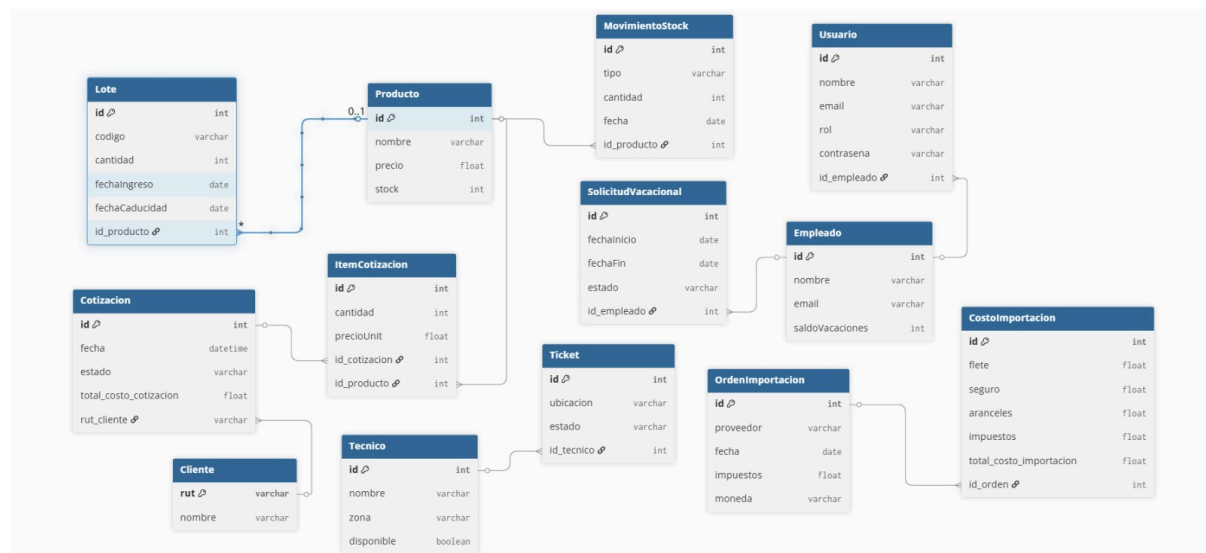 MovimientoStock
id int
tipo varchar
cantidad int
fecha date
id_producto int
Usuario
id int
nombre varchar
email varchar
rol varchar
contrasena varchar
id_empleado int
Lote
id int
codigo varchar
cantidad int
fechaIngreso date
fechaCaducidad date
id_producto int
*
0..1
Producto
id int
nombre varchar
precio float
stock int
SolicitudVacacional
id int
fechaInicio date
fechaFin date
estado varchar
id_empleado int
Empleado
id int
nombre varchar
email varchar
saldoVacaciones int
ItemCotizacion
id int
cantidad int
precioUnit float
id_cotizacion int
id_producto int
Cotizacion
id int
fecha datetime
estado varchar
total_costo_cotizacion float
rut_cliente varchar
CostoImportacion
id int
flete float
seguro float
aranceles float
impuestos float
total_costo_importacion float
id_orden int
Ticket
id int
ubicacion varchar
estado varchar
id_tecnico int
OrdenImportacion
id int
proveedor varchar
fecha date
impuestos float
moneda varchar
Tecnico
id int
nombre varchar
zona varchar
disponible boolean
Cliente
rut varchar
nombre varchar